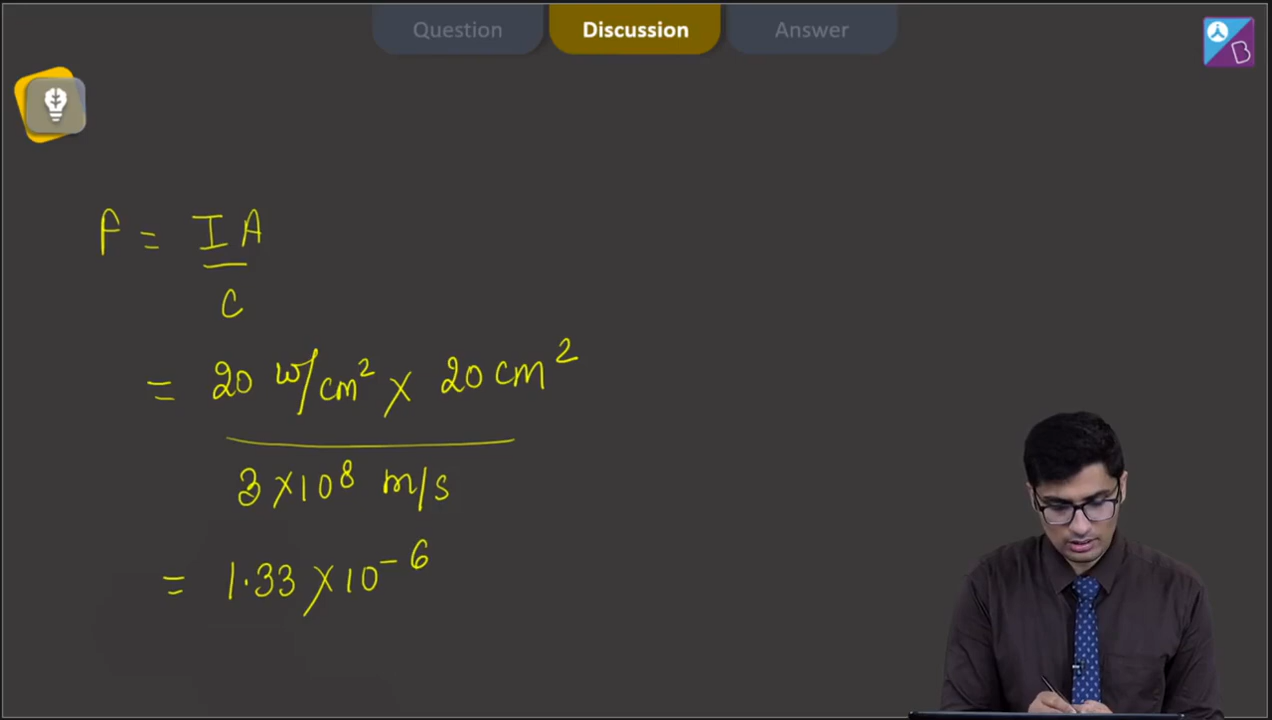 Question Discussion Answer
F = IA
C
= 20 W/cm² × 20 cm²
3 × 10⁸ m/s
= 1.33 × 10⁻⁶